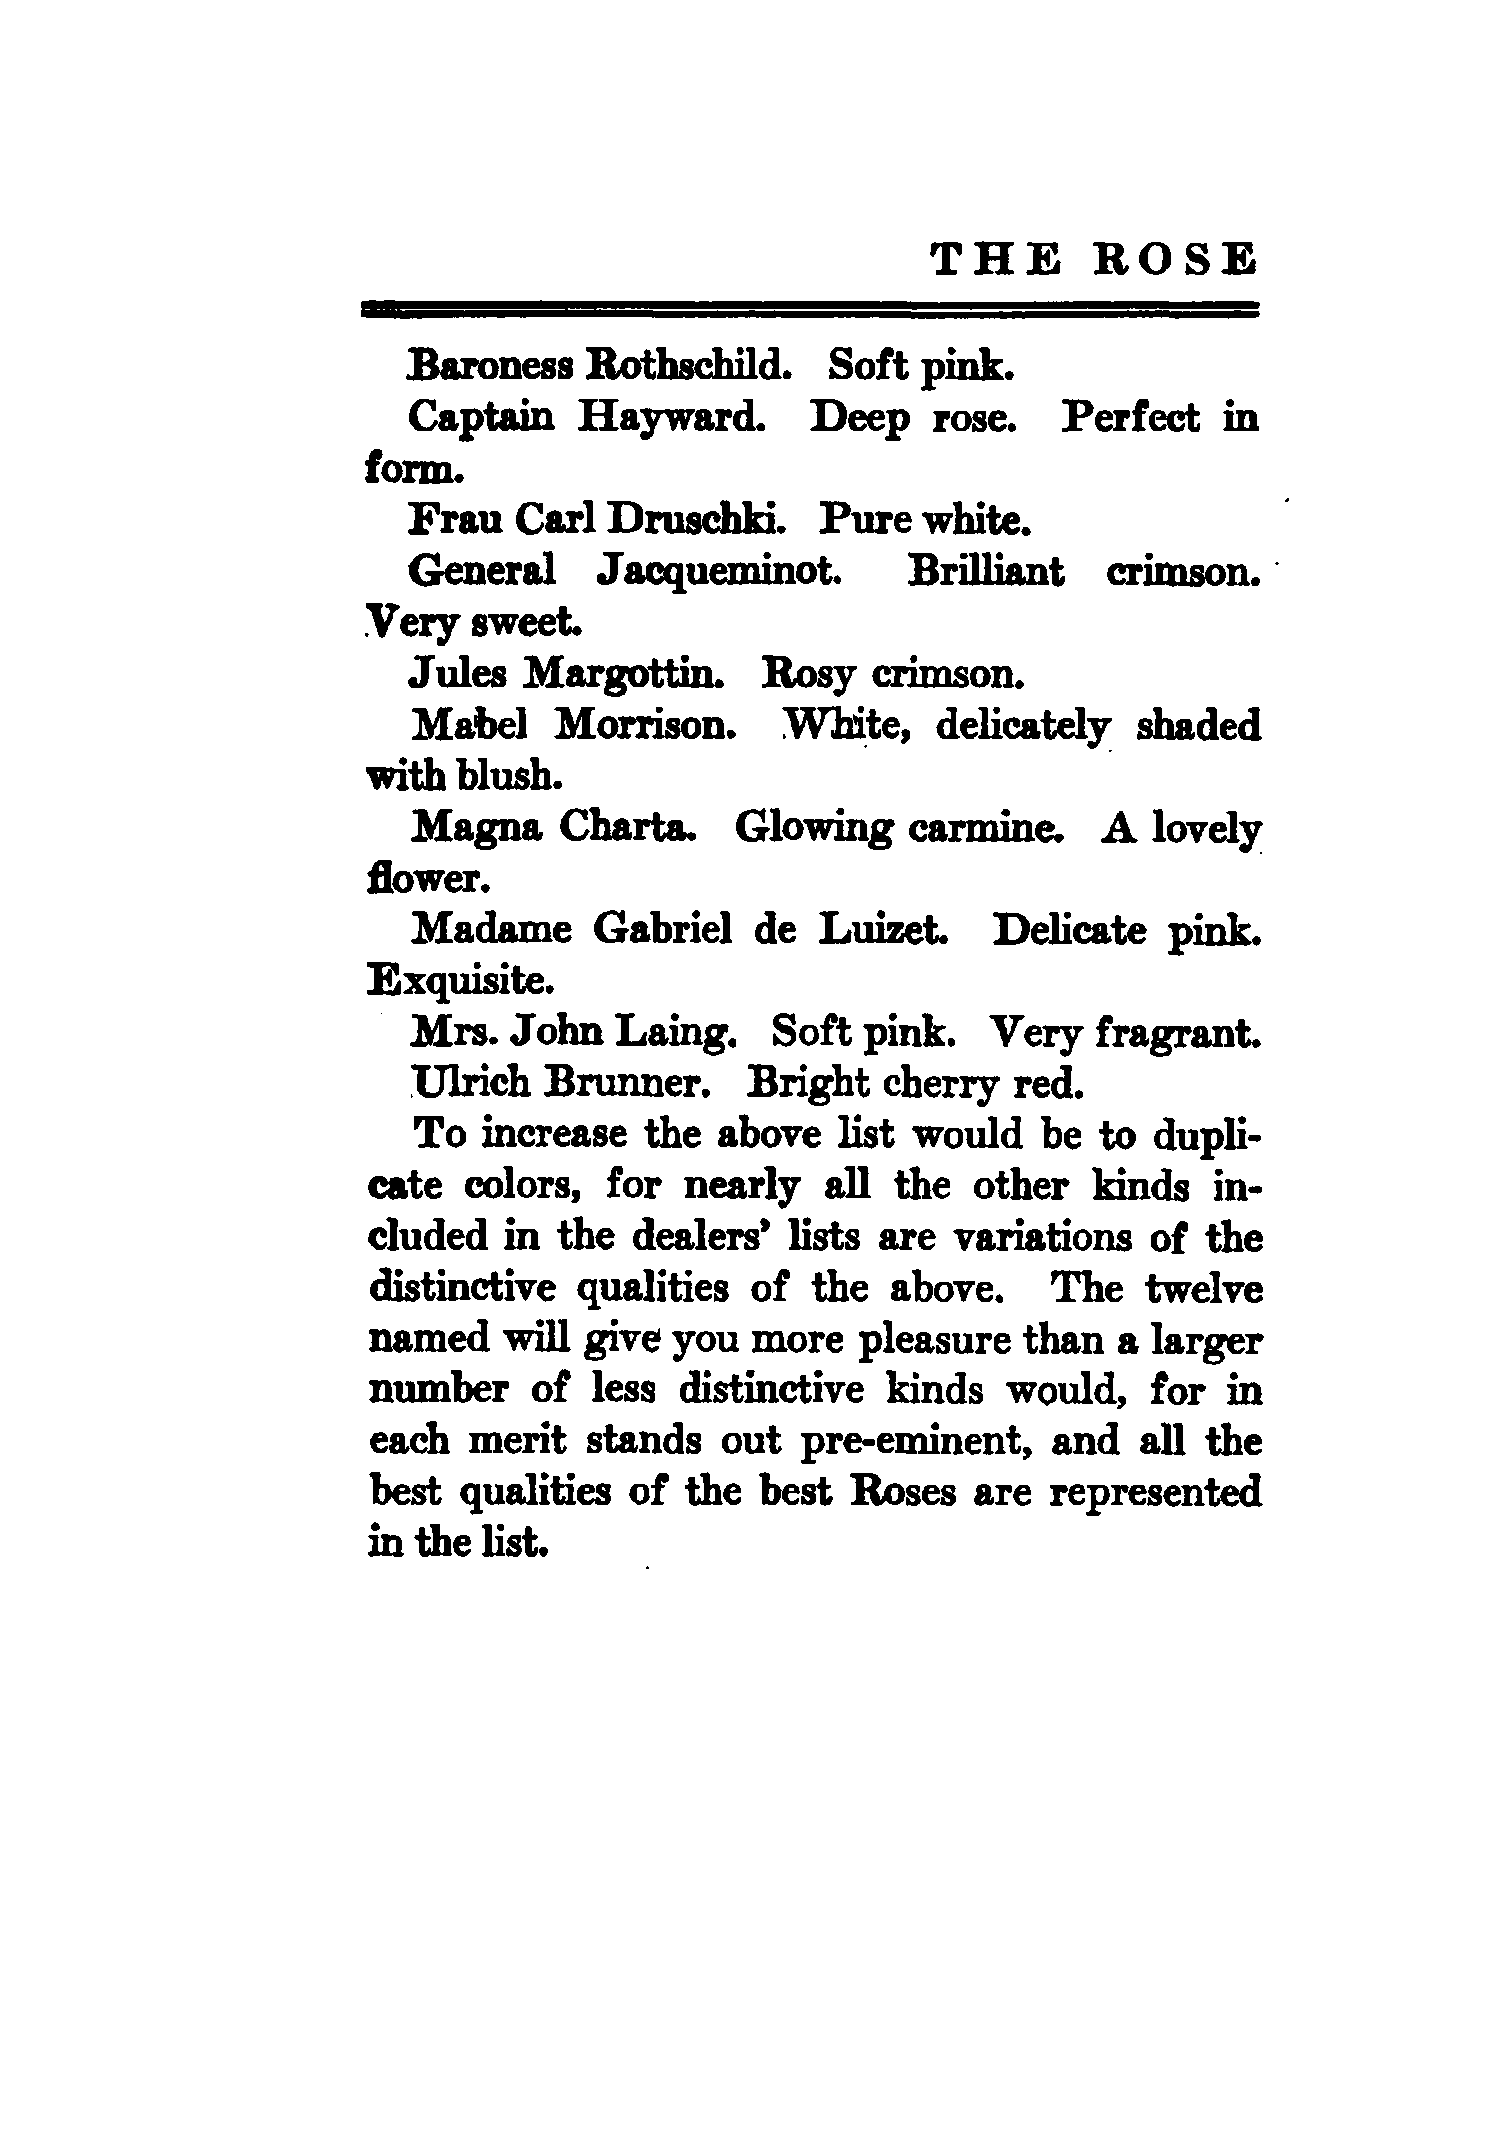 THE ROSE
Baroness Rothschild. Soft pink.
Captain Hayward. Deep rose. Perfect in
form.
Frau Carl Druschki. Pure white.
General Jacqueminot. Brilliant crimson.
Very sweet.
Jules Margottin. Rosy crimson.
Mabel Morrison. White, delicately shaded
with blush.
Magna Charta. Glowing carmine. A lovely
flower.
Madame Gabriel de Luizet. Delicate pink.
Exquisite.
Mrs. John Laing. Soft pink. Very fragrant.
Ulrich Brunner. Bright cherry red.
To increase the above list would be to dupli-
cate colors, for nearly all the other kinds in-
cluded in the dealers' lists are variations of the
distinctive qualities of the above. The twelve
named will give you more pleasure than a larger
number of less distinctive kinds would, for in
each merit stands out pre-eminent, and all the
best qualities of the best Roses are represented
in the list.